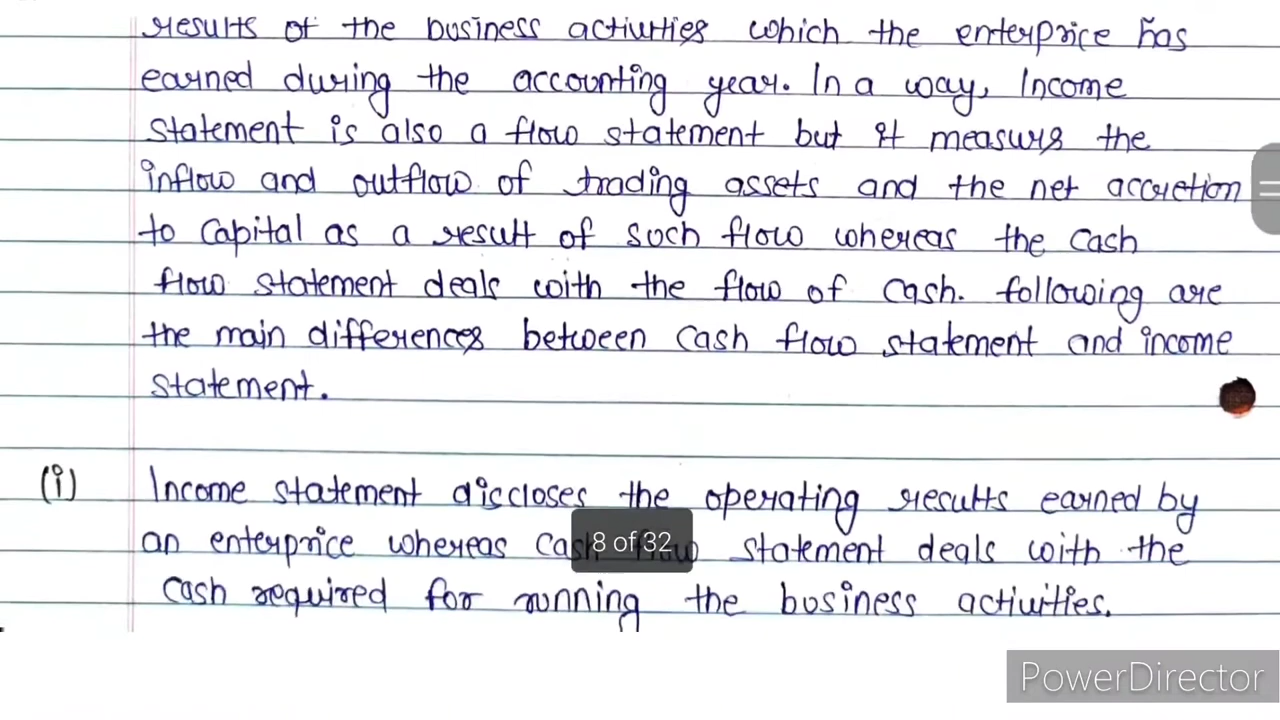 results of the business activities which the enterprice has
earned during the accounting year. In a way, Income
statement is also a flow statement but it measurs the
inflow and outflow of trading assets and the net accretion
to capital as a result of such flow whereas the cash
flow statement deals with the flow of cash. following are
the main differences between cash flow statement and income
statement.
(i) Income statement discloses the operating results earned by
an enterprice whereas cash flow statement deals with the
8 of 32
cash required for running the business activities.
PowerDirector